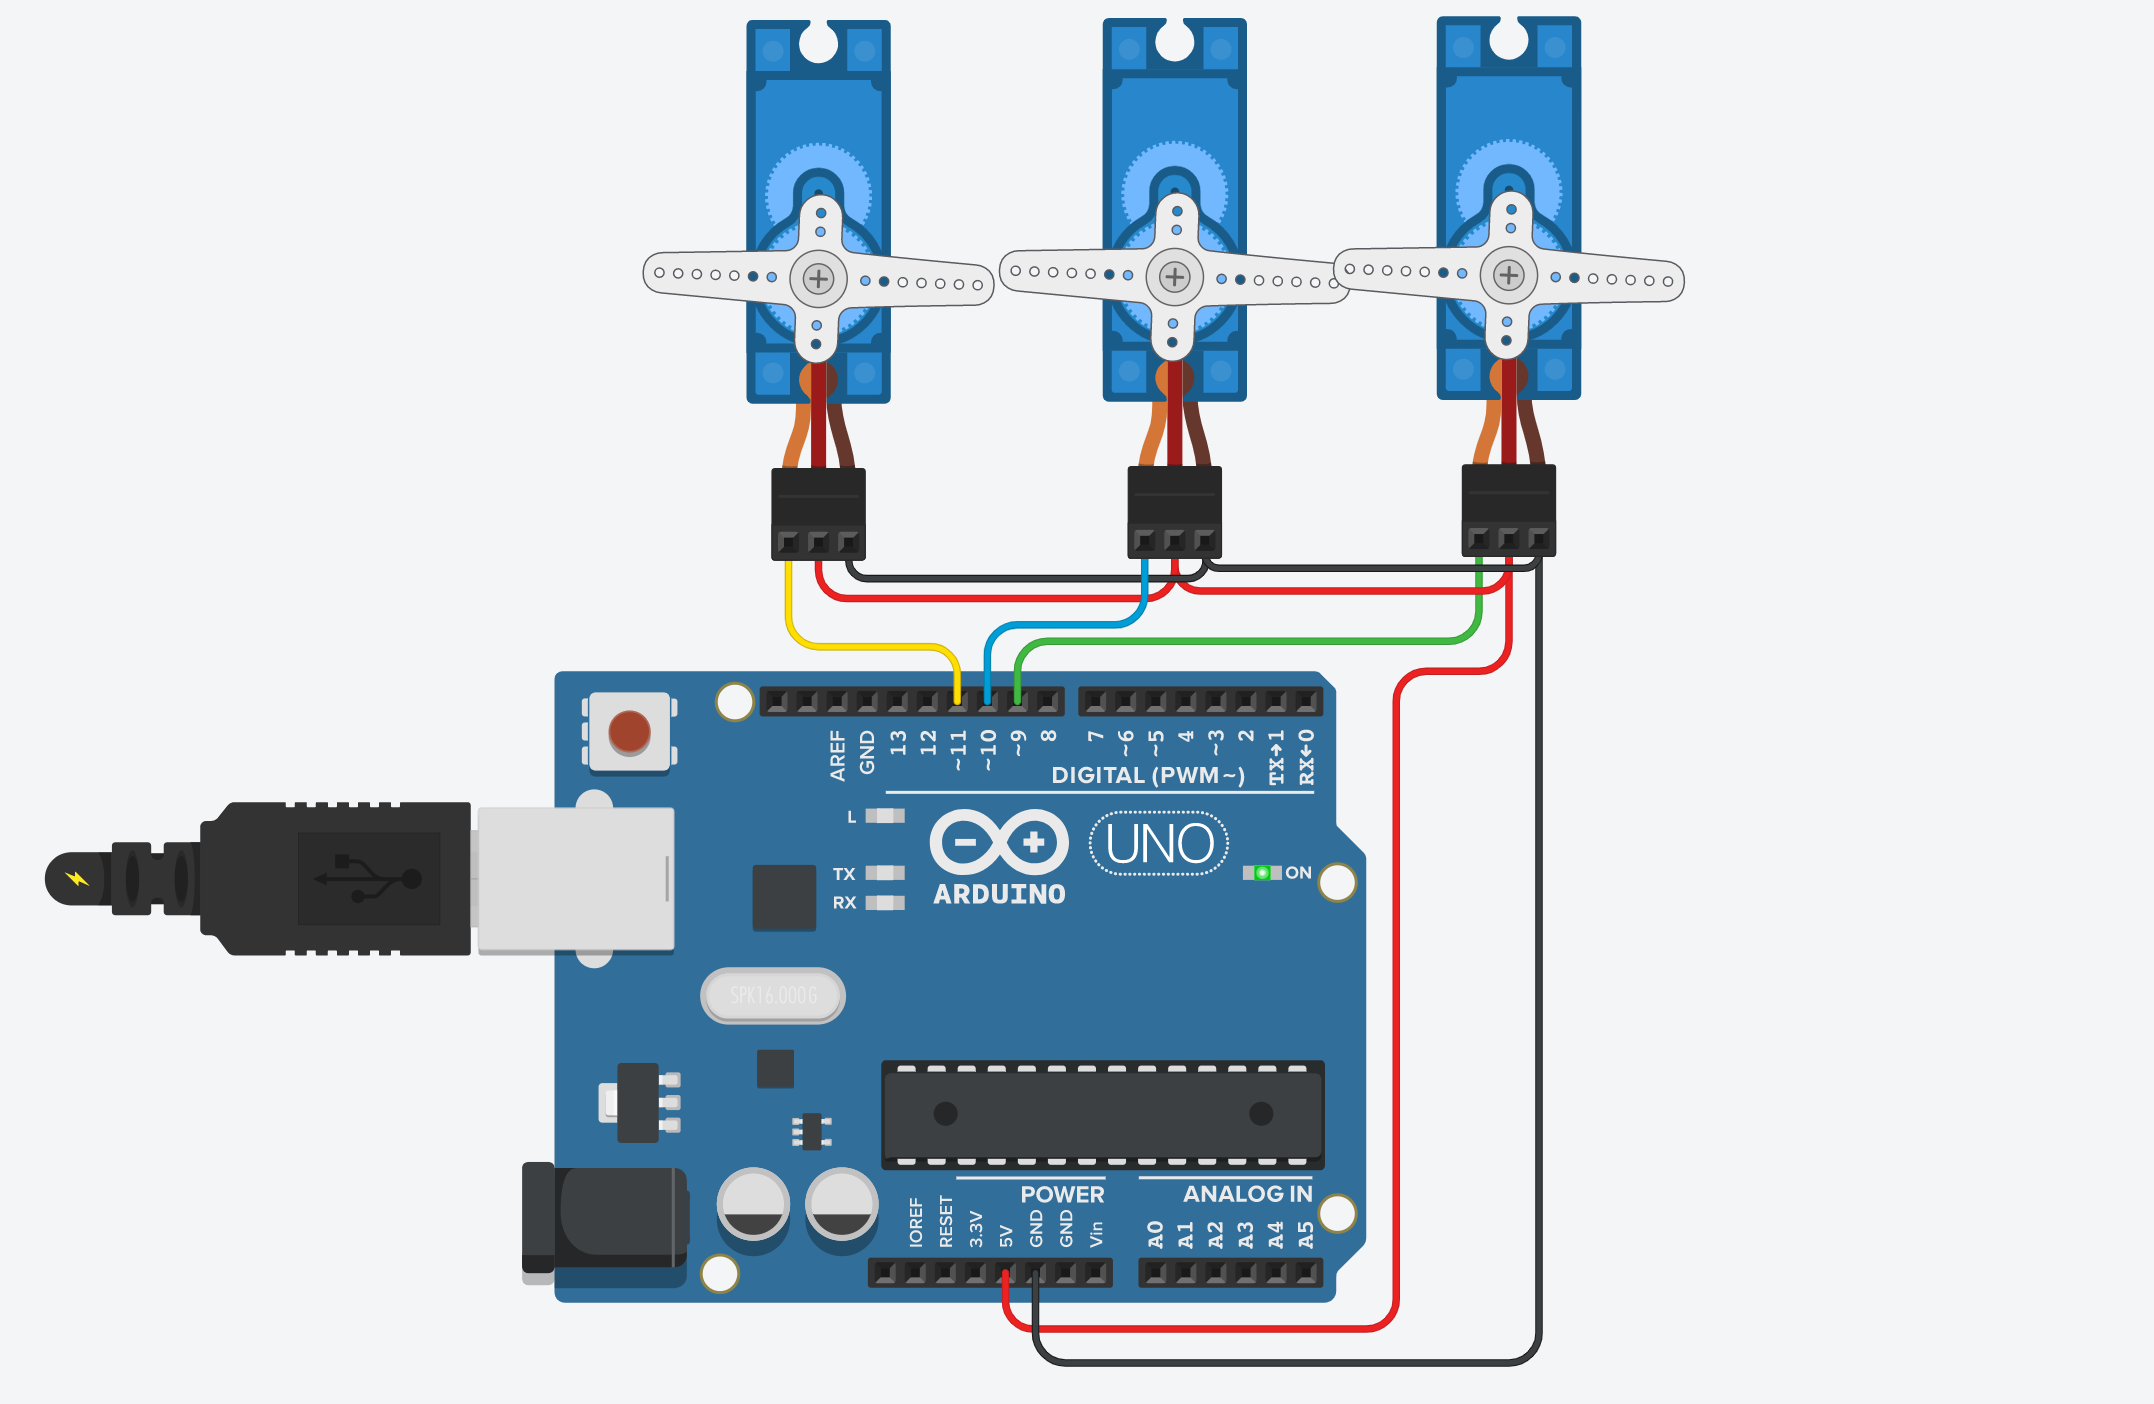 AREF
GND
13
12
~11
~10
~9
8
7
~6
~5
4
~3
2
TX→1
RX←0
DIGITAL (PWM~)
L
TX
RX
ARDUINO
UNO
ON
SPK16.000G
POWER
ANALOG IN
IOREF
RESET
3.3V
5V
GND
GND
Vin
A0
A1
A2
A3
A4
A5